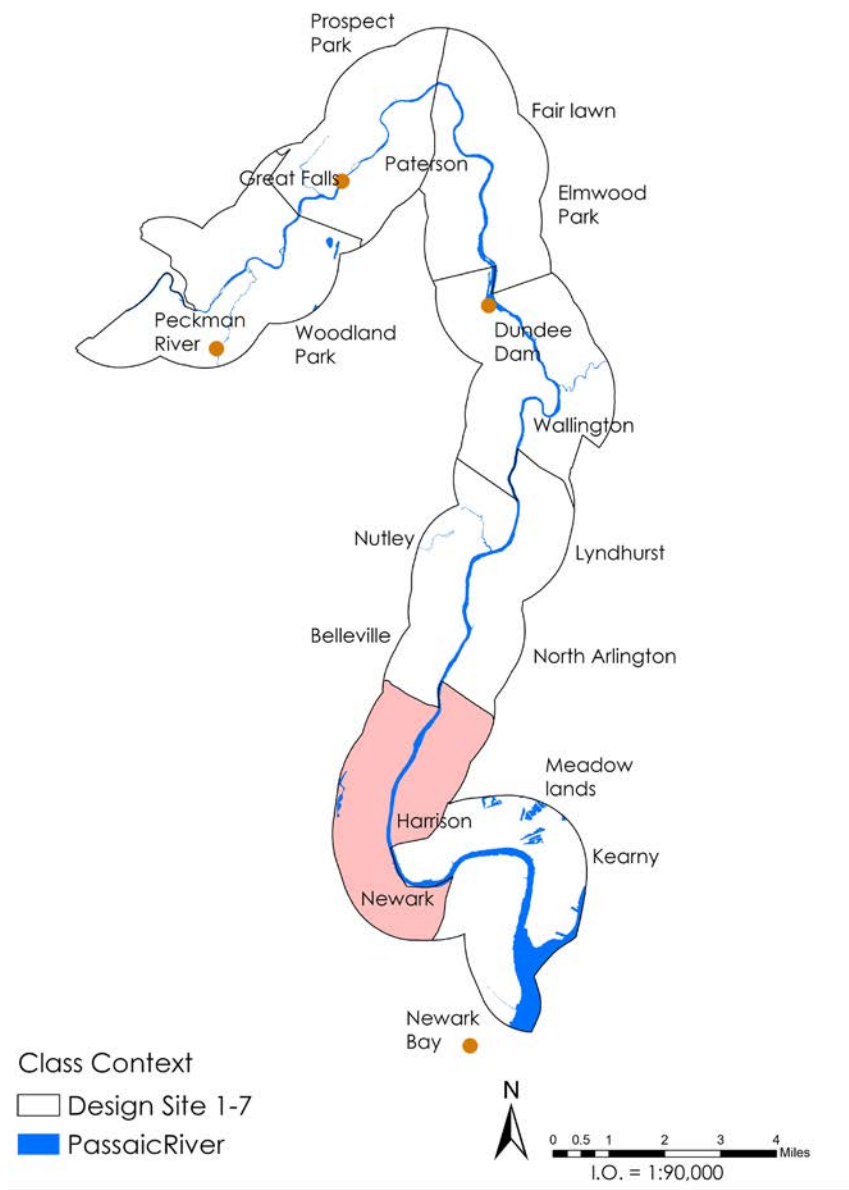 Prospect
Park
Fair lawn
Paterson
Great Falls
Elmwood
Park
Peckman
River
Woodland
Park
Dundee
Dam
Wallington
Nutley
Lyndhurst
Belleville
North Arlington
Meadow
lands
Harrison
Kearny
Newark
Newark
Bay
Class Context
Design Site 1-7
PassaicRiver
N
0 0.5 1 2 3 4
Miles
I.O. = 1:90,000